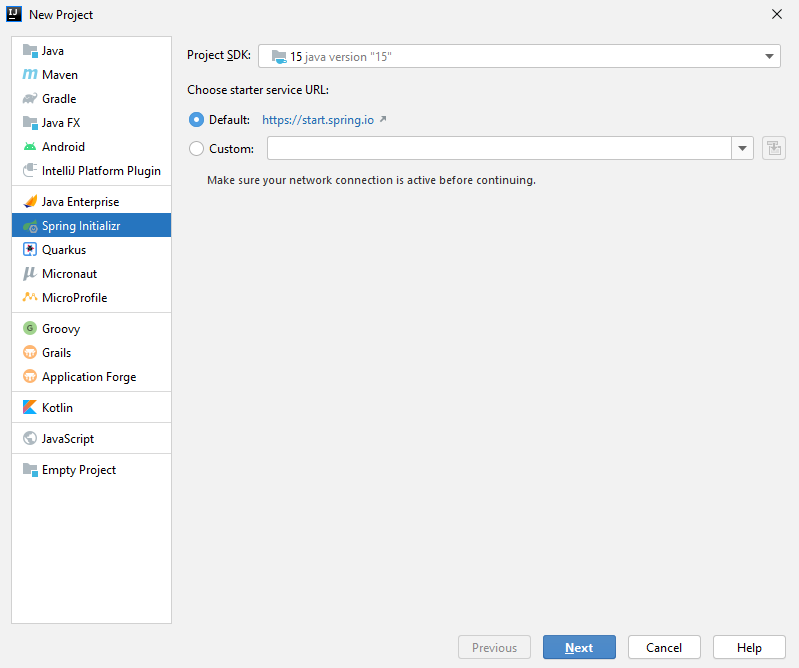 New Project
Java
Maven
Gradle
Java FX
Android
IntelliJ Platform Plugin
Java Enterprise
Spring Initializr
Quarkus
Micronaut
MicroProfile
Groovy
Grails
Application Forge
Kotlin
JavaScript
Empty Project
Project SDK: 15 java version "15"
Choose starter service URL:
Default: https://start.spring.io
Custom:
Make sure your network connection is active before continuing.
Previous Next Cancel Help